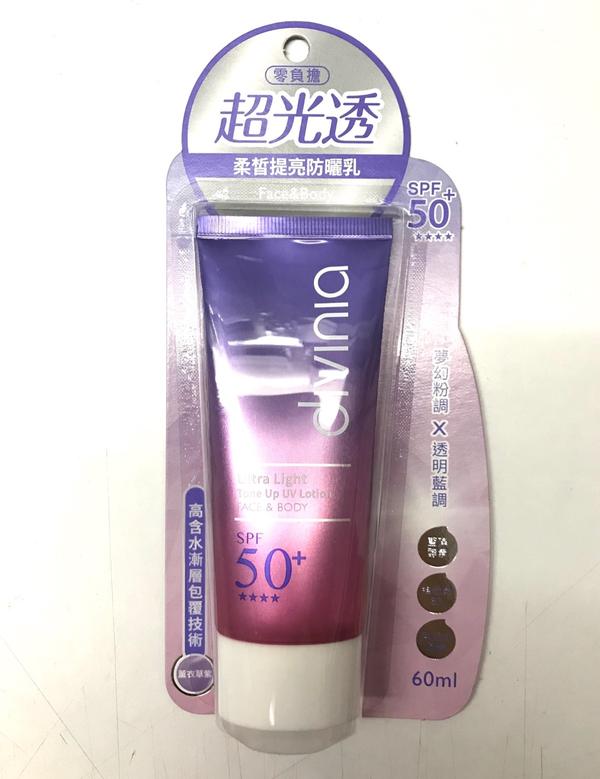 零負擔
超光透
柔皙提亮防曬乳
Face&Body
SPF
50+
★★★★
divinia
夢幻粉調 X 透明藍調
Ultra Light
Tone Up UV Lotion
FACE & BODY
SPF
50+
★★★★
高含水漸層包覆技術
薰衣草紫
60ml